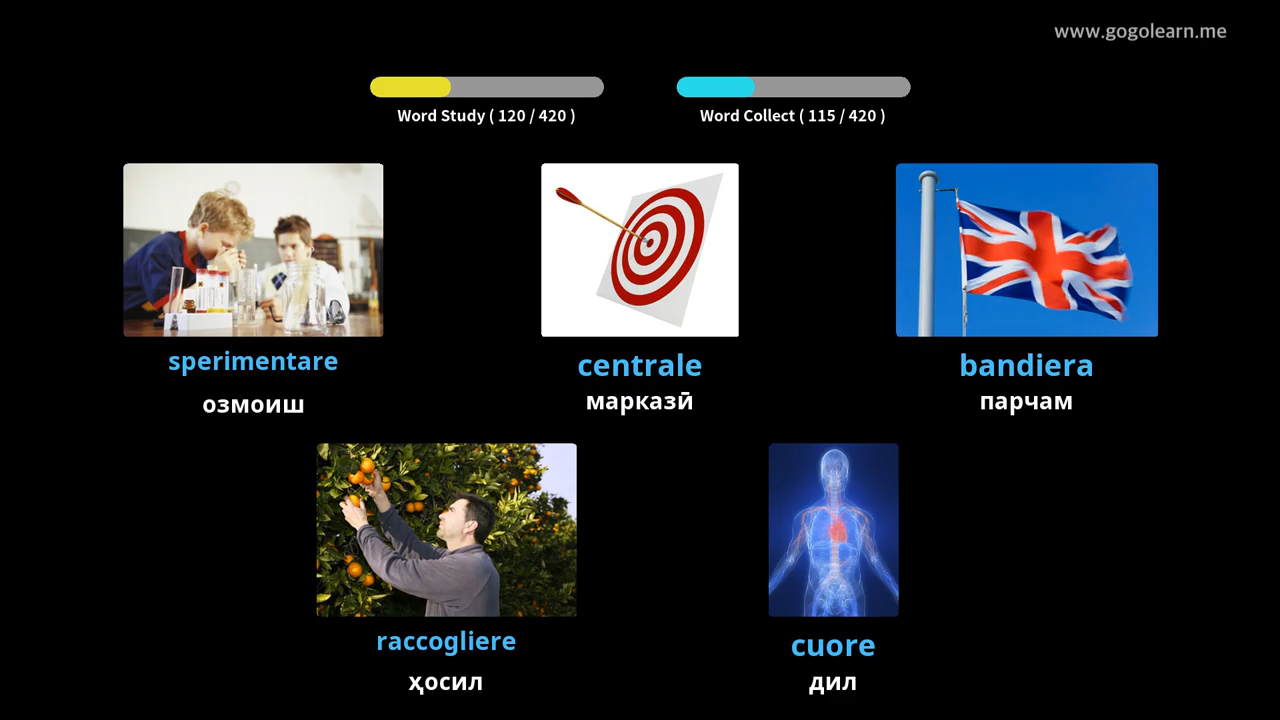 www.gogolearn.me
Word Study ( 120 / 420 )
Word Collect ( 115 / 420 )
sperimentare
озмоиш
centrale
марказӣ
bandiera
парчам
raccogliere
ҳосил
cuore
дил